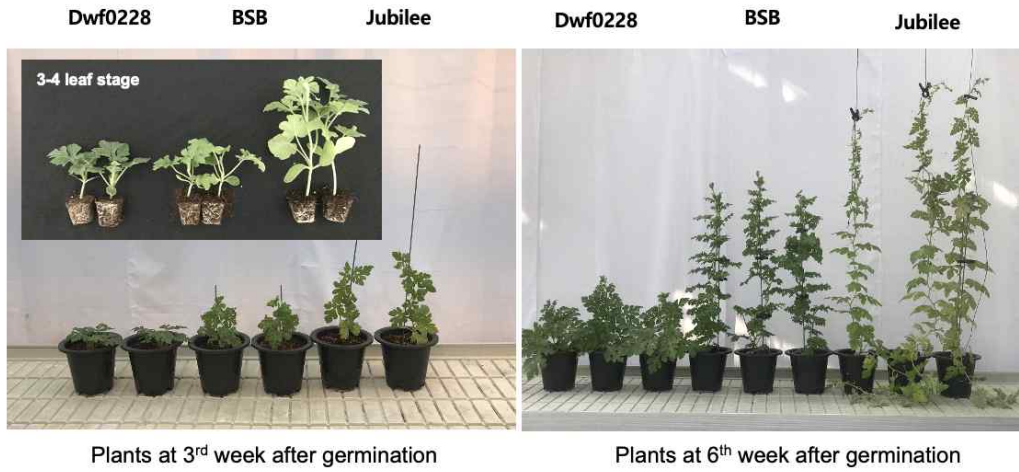 Dwf0228 BSB Jubilee
3-4 leaf stage
Plants at 3rd week after germination
Dwf0228 BSB Jubilee
Plants at 6th week after germination